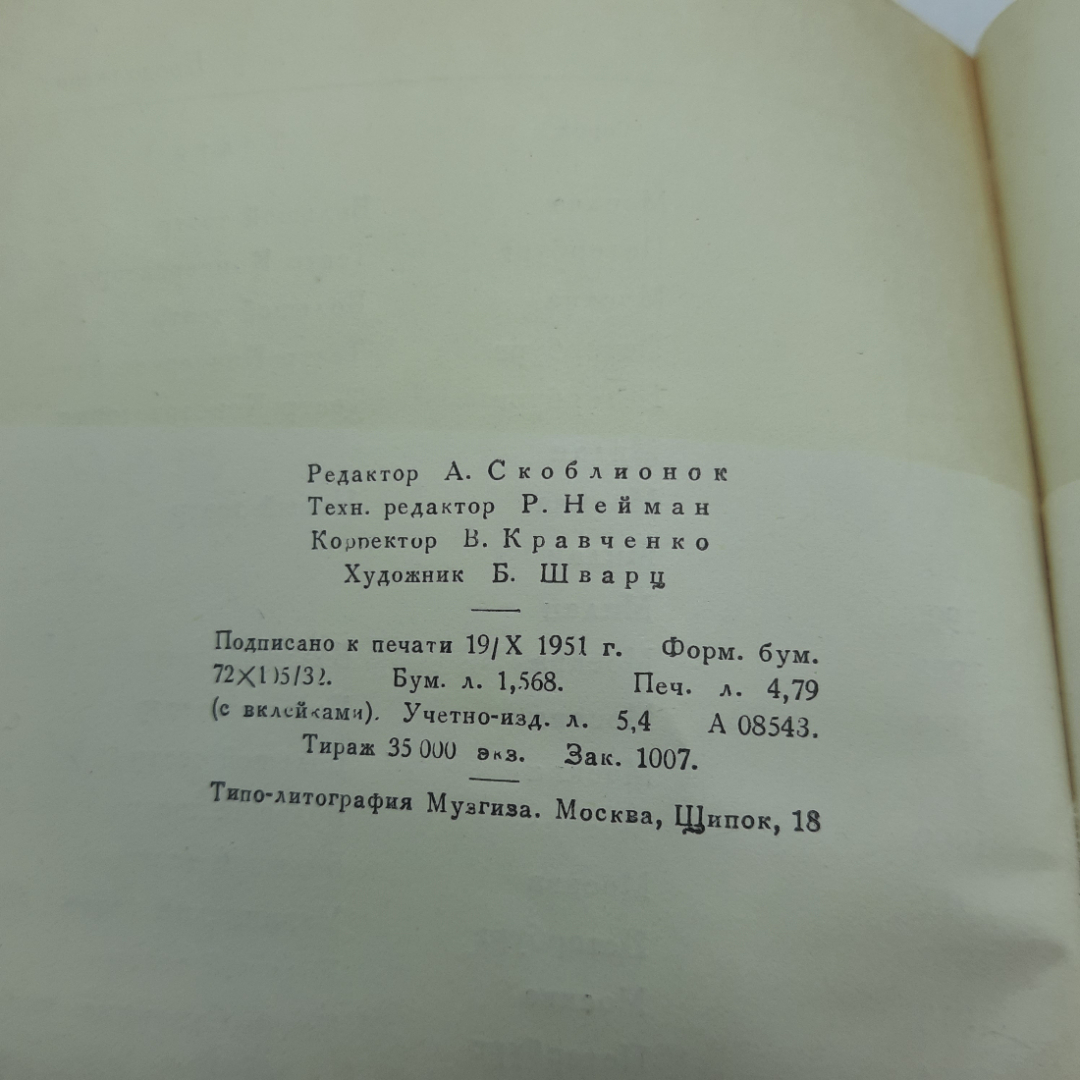 Редактор А. Скоблионок
Техн. редактор Р. Нейман
Корректор В. Кравченко
Художник Б. Шварц
Подписано к печати 19/X 1951 г. Форм. бум.
72×105/32. Бум. л. 1,568. Печ. л. 4,79
(с вклейками). Учетно-изд. л. 5,4 А 08543.
Тираж 35 000 экз. Зак. 1007.
Типо-литография Музгиза. Москва, Щипок, 18